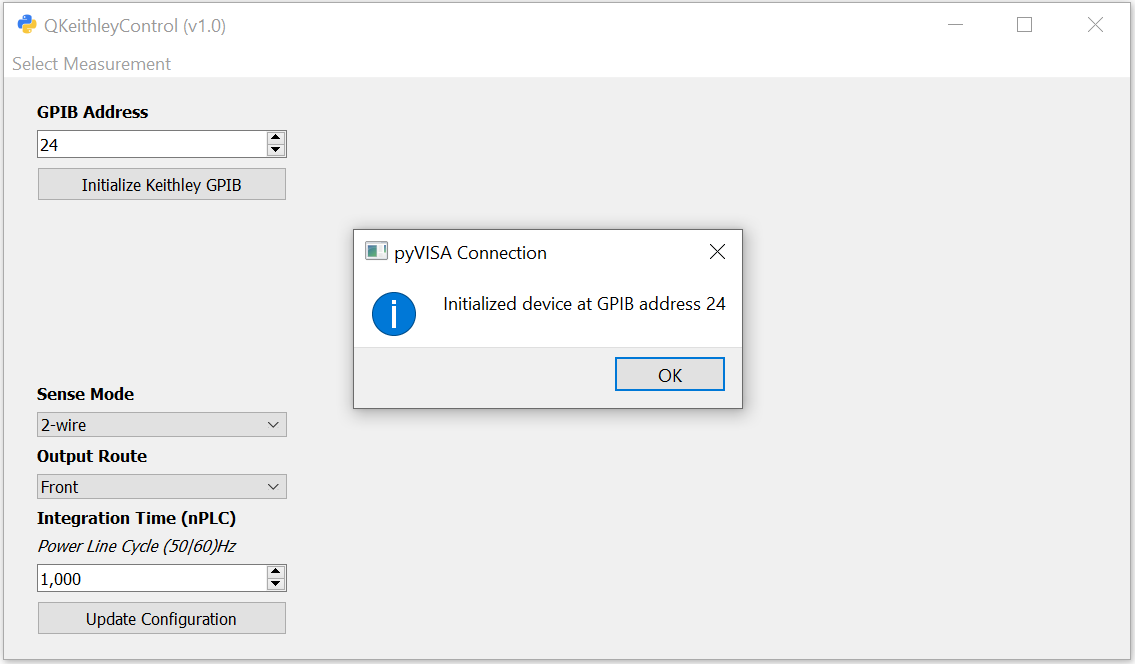 QKeithleyControl (v1.0)
Select Measurement
GPIB Address
24
Initialize Keithley GPIB
pyVISA Connection
Initialized device at GPIB address 24
OK
Sense Mode
2-wire
Output Route
Front
Integration Time (nPLC)
Power Line Cycle (50|60)Hz
1,000
Update Configuration